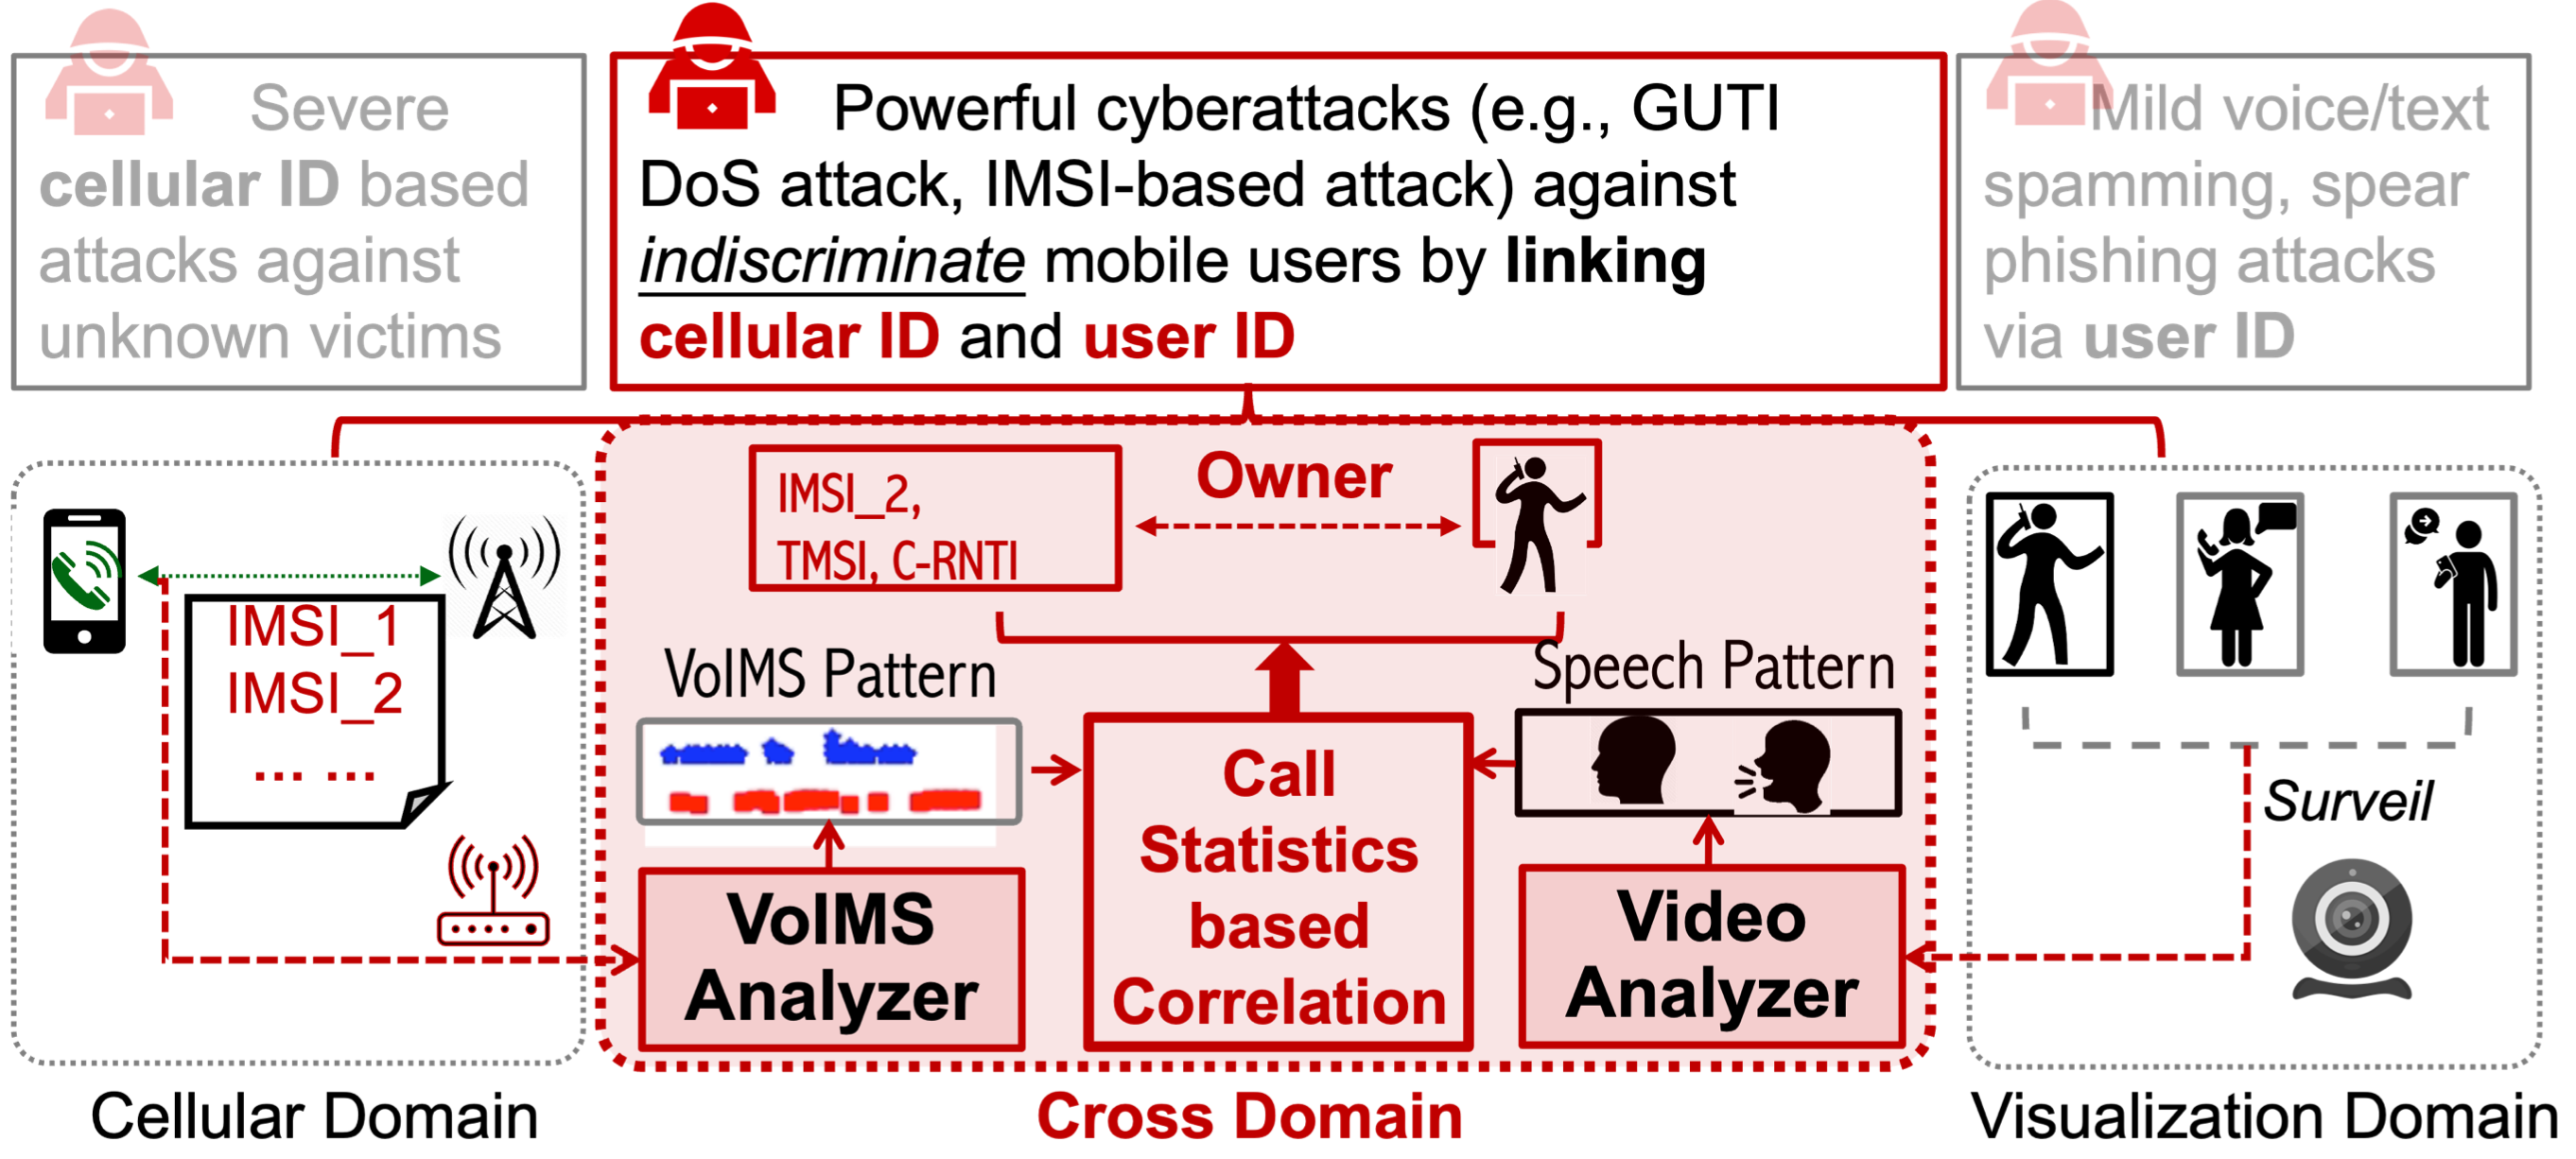 Severe
cellular ID based
attacks against
unknown victims
Powerful cyberattacks (e.g., GUTI
DoS attack, IMSI-based attack) against
indiscriminate mobile users by linking
cellular ID and user ID
Mild voice/text
spamming, spear
phishing attacks
via user ID
IMSI_1
IMSI_2
... ...
Cellular Domain
IMSI_2,
TMSI, C-RNTI
Owner
VoIMS Pattern
Speech Pattern
Call
Statistics
based
Correlation
VoIMS
Analyzer
Video
Analyzer
Cross Domain
Surveil
Visualization Domain